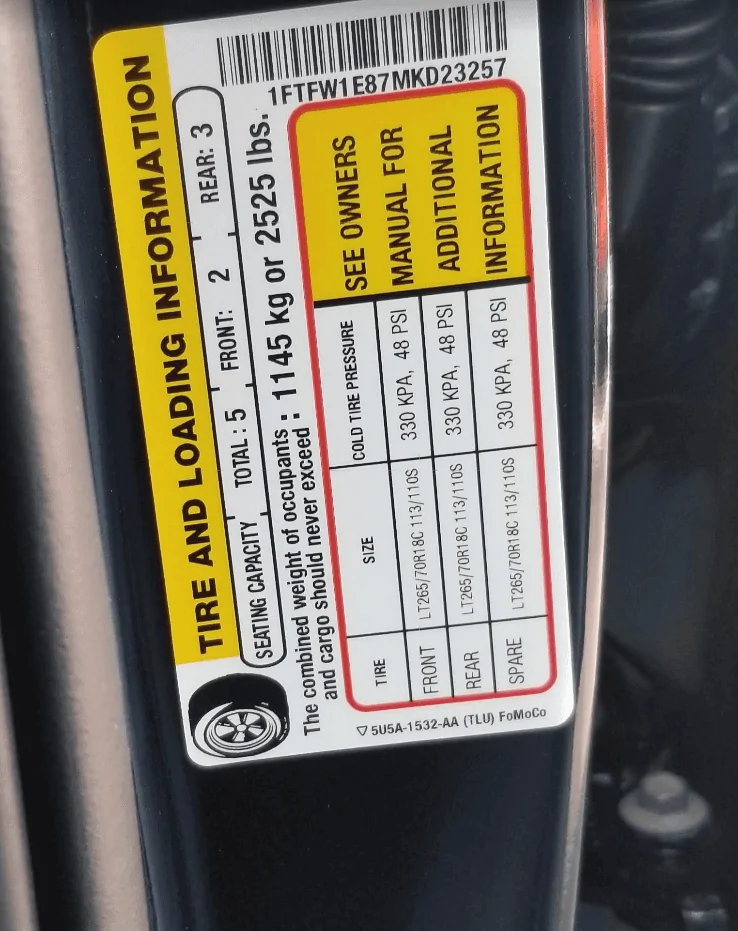 TIRE AND LOADING INFORMATION
SEATING CAPACITY TOTAL : 5 FRONT: 2 REAR: 3
The combined weight of occupants
and cargo should never exceed : 1145 kg or 2525 lbs.
1FTFW1E87MKD23257
TIRE SIZE COLD TIRE PRESSURE
FRONT LT265/70R18C 113/110S 330 KPA, 48 PSI
REAR LT265/70R18C 113/110S 330 KPA, 48 PSI
SPARE LT265/70R18C 113/110S 330 KPA, 48 PSI
SEE OWNERS
MANUAL FOR
ADDITIONAL
INFORMATION
5U5A-1532-AA (TLU) FoMoCo